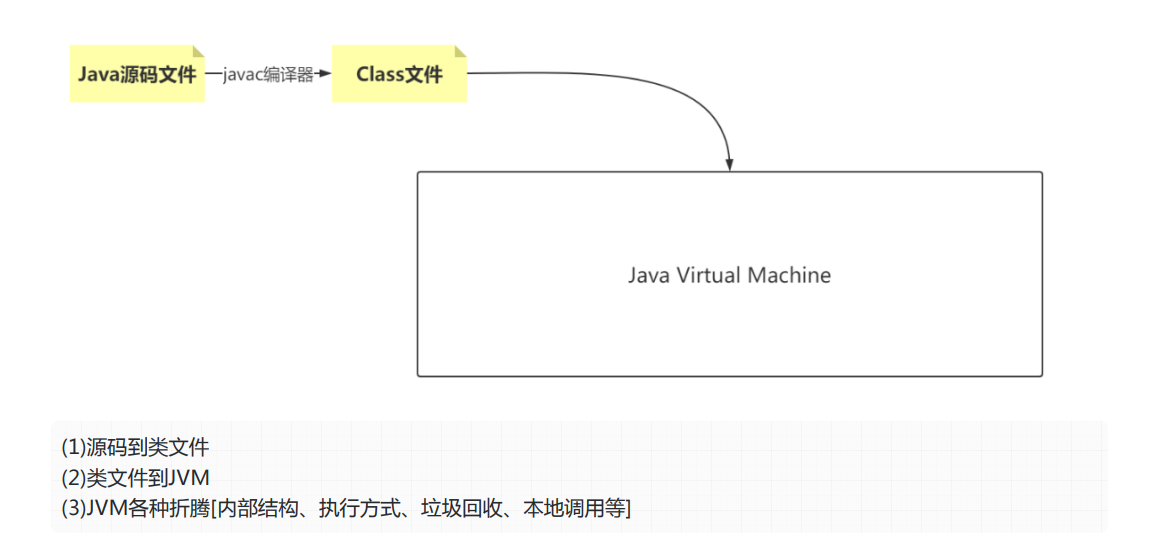 Java源码文件
javac编译器
Class文件
Java Virtual Machine
(1)源码到类文件
(2)类文件到JVM
(3)JVM各种折腾[内部结构、执行方式、垃圾回收、本地调用等]